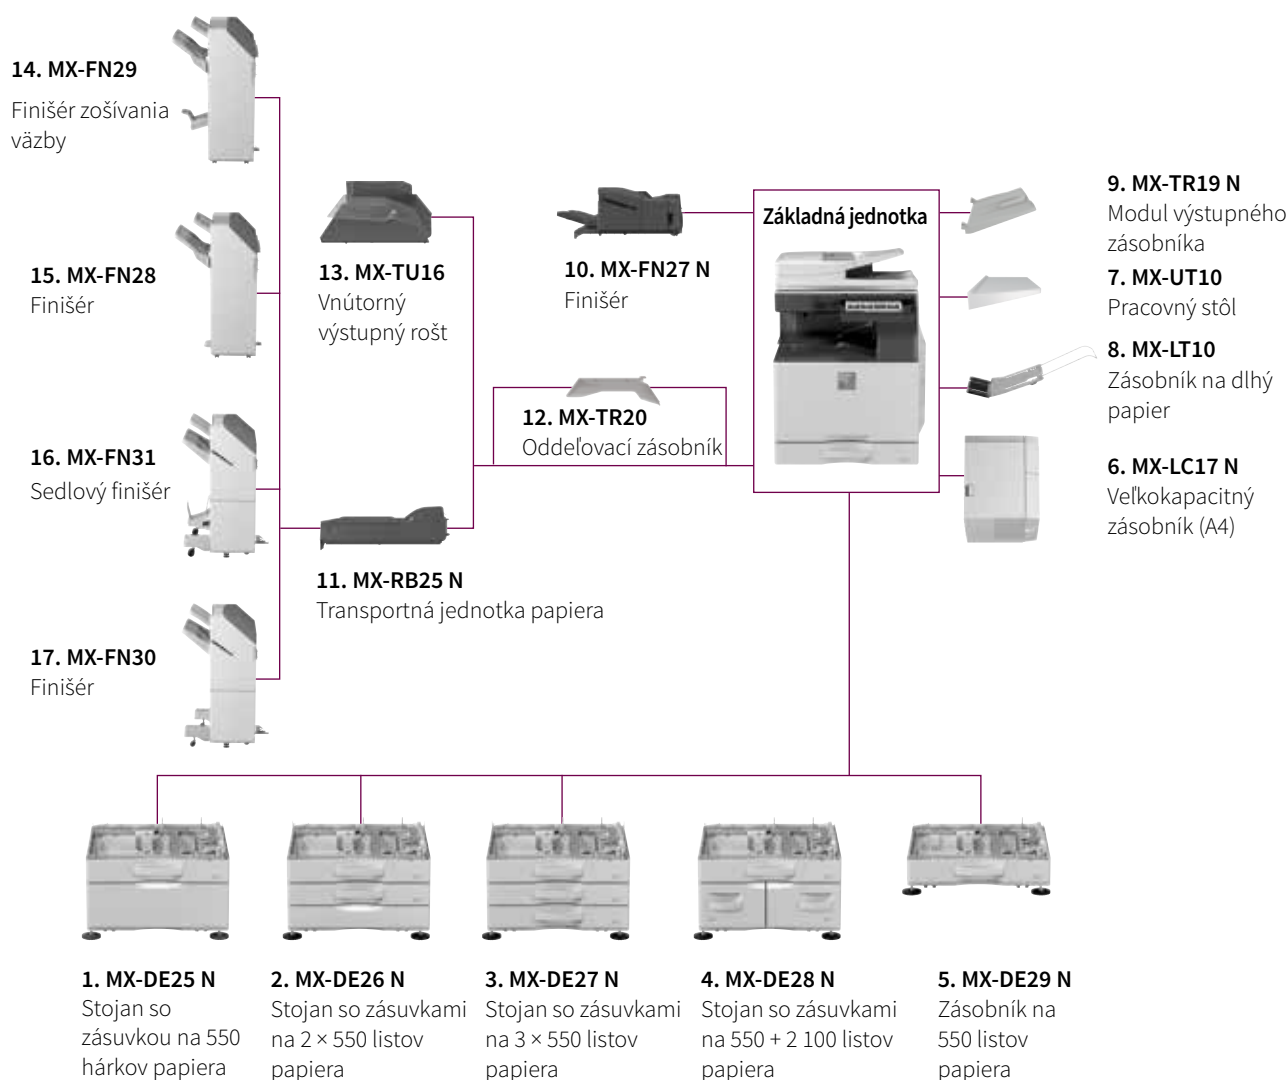 14. MX-FN29
Finišér zošívania
väzby
15. MX-FN28
Finišér
16. MX-FN31
Sedlový finišér
17. MX-FN30
Finišér
13. MX-TU16
Vnútorný
výstupný rošt
11. MX-RB25 N
Transportná jednotka papiera
10. MX-FN27 N
Finišér
12. MX-TR20
Oddeľovací zásobník
Základná jednotka
9. MX-TR19 N
Modul výstupného
zásobníka
7. MX-UT10
Pracovný stôl
8. MX-LT10
Zásobník na dlhý
papier
6. MX-LC17 N
Veľkokapacitný
zásobník (A4)
1. MX-DE25 N
Stojan so
zásuvkou na 550
hárkov papiera
2. MX-DE26 N
Stojan so zásuvkami
na 2 × 550 listov
papiera
3. MX-DE27 N
Stojan so zásuvkami
na 3 × 550 listov
papiera
4. MX-DE28 N
Stojan so zásuvkami
na 550 + 2 100 listov
papiera
5. MX-DE29 N
Zásobník na
550 listov
papiera